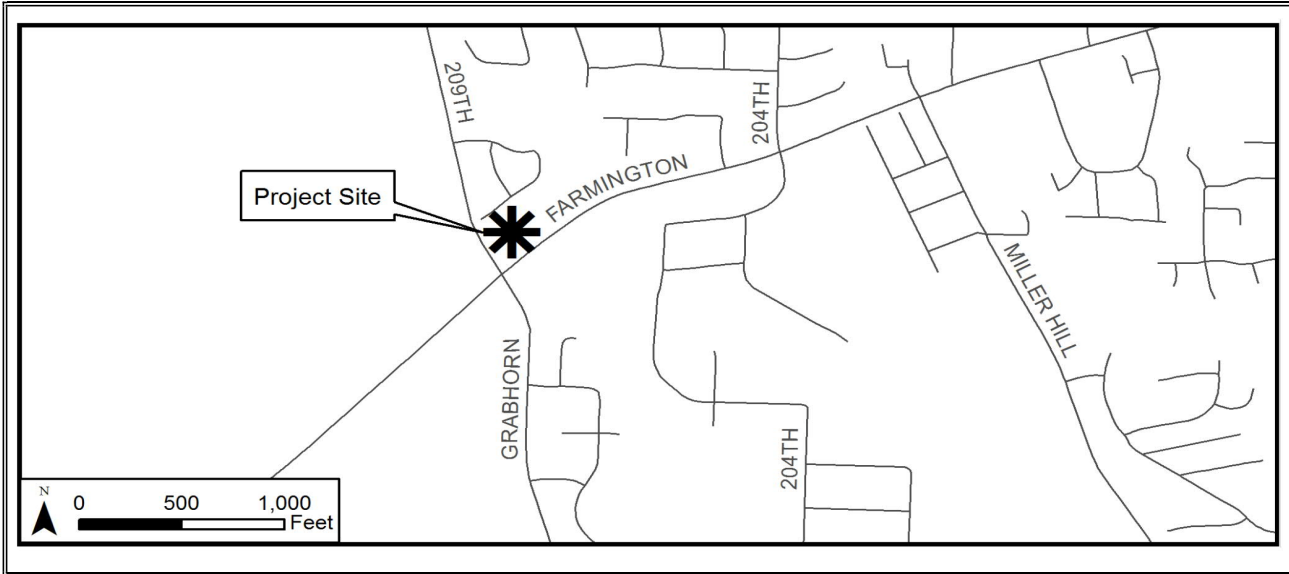 209TH
204TH
Project Site
FARMINGTON
MILLER HILL
GRABHORN
204TH
N
0 500 1,000
Feet